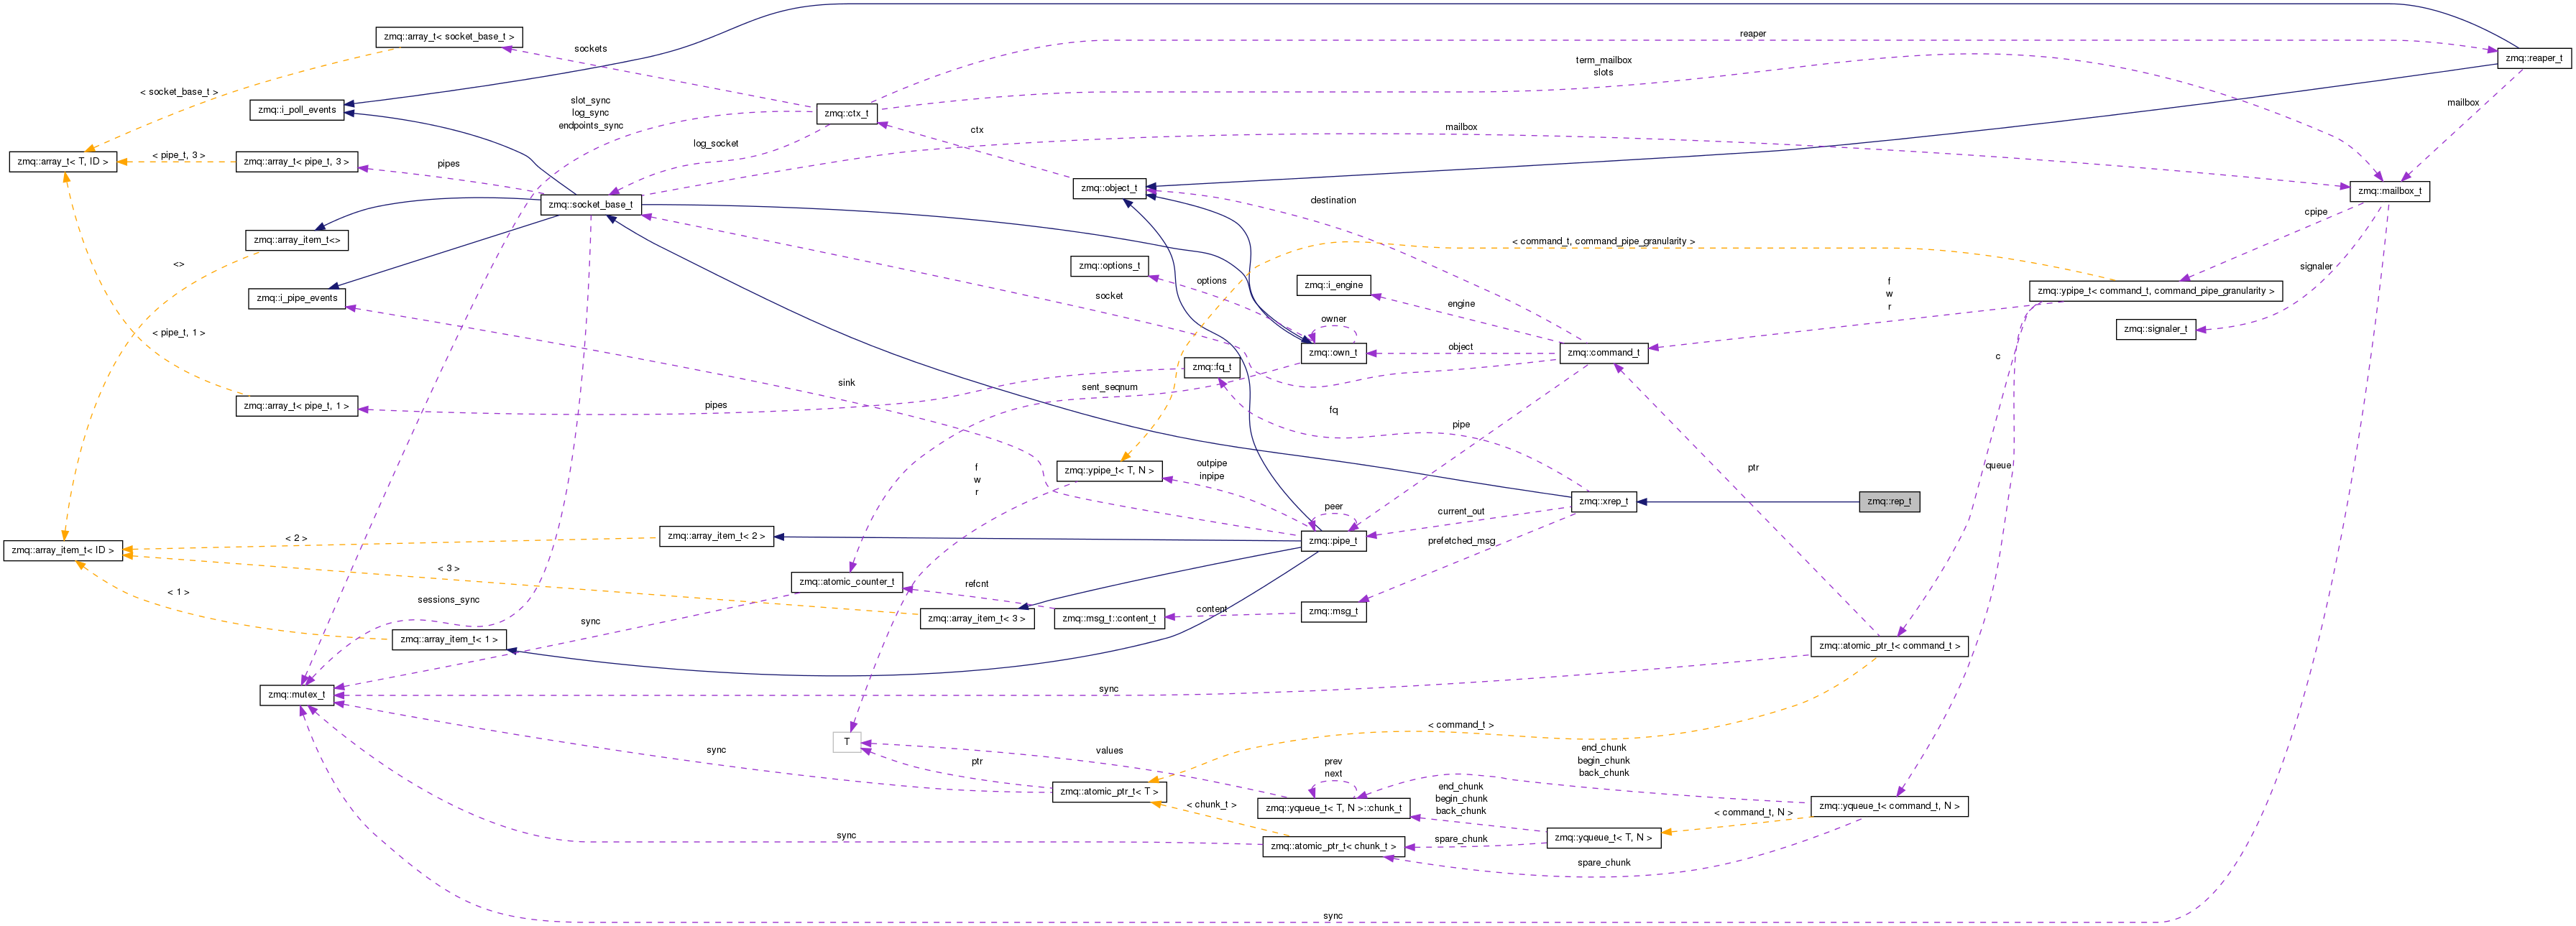 zmq::array_t< socket_base_t >
sockets
reaper
term_mailbox
slots
zmq::reaper_t
< socket_base_t >
zmq::i_poll_events
slot_sync
log_sync
endpoints_sync
zmq::ctx_t
mailbox
mailbox
ctx
log_socket
zmq::array_t< T, ID >
< pipe_t, 3 >
zmq::array_t< pipe_t, 3 >
pipes
zmq::object_t
zmq::mailbox_t
destination
zmq::socket_base_t
cpipe
zmq::array_item_t<>
< command_t, command_pipe_granularity >
<>
zmq::options_t
options
zmq::i_engine
signaler
zmq::i_pipe_events
socket
engine
f
w
r
zmq::ypipe_t< command_t, command_pipe_granularity >
owner
zmq::signaler_t
< pipe_t, 1 >
zmq::own_t
object
zmq::command_t
c
zmq::fq_t
sink
sent_seqnum
zmq::array_t< pipe_t, 1 >
pipes
fq
pipe
outpipe
inpipe
zmq::ypipe_t< T, N >
f
w
r
ptr
queue
zmq::xrep_t
zmq::rep_t
peer
current_out
< 2 >
zmq::array_item_t< 2 >
zmq::pipe_t
prefetched_msg
zmq::array_item_t< ID >
< 3 >
zmq::atomic_counter_t
refcnt
< 1 >
sessions_sync
zmq::array_item_t< 3 >
zmq::msg_t::content_t
content
zmq::msg_t
sync
zmq::array_item_t< 1 >
zmq::atomic_ptr_t< command_t >
zmq::mutex_t
sync
< command_t >
T
sync
values
ptr
prev
next
end_chunk
begin_chunk
back_chunk
zmq::atomic_ptr_t< T >
< chunk_t >
zmq::yqueue_t< T, N >::chunk_t
end_chunk
begin_chunk
back_chunk
< command_t, N >
zmq::yqueue_t< command_t, N >
sync
zmq::atomic_ptr_t< chunk_t >
spare_chunk
zmq::yqueue_t< T, N >
spare_chunk
sync